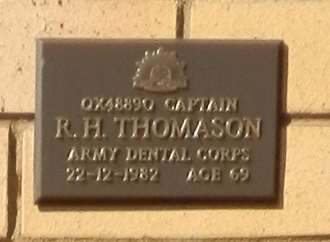 QX48890 CAPTAIN
R. H. THOMASON
ARMY DENTAL CORPS
22-12-1982 AGE 69